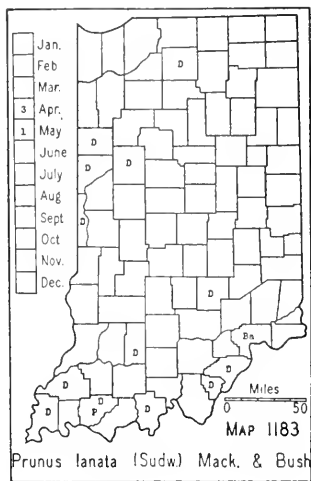 Jan.
Feb
Mar.
3 Apr.
1 May
June
July
Aug
Sept
Oct
Nov.
Dec.
D
D
D
D
D
D
Ba
D
D
D
D
D
D
P
D
Miles
0 50
MAP 1183
Prunus lanata (Sudw.) Mack. & Bush